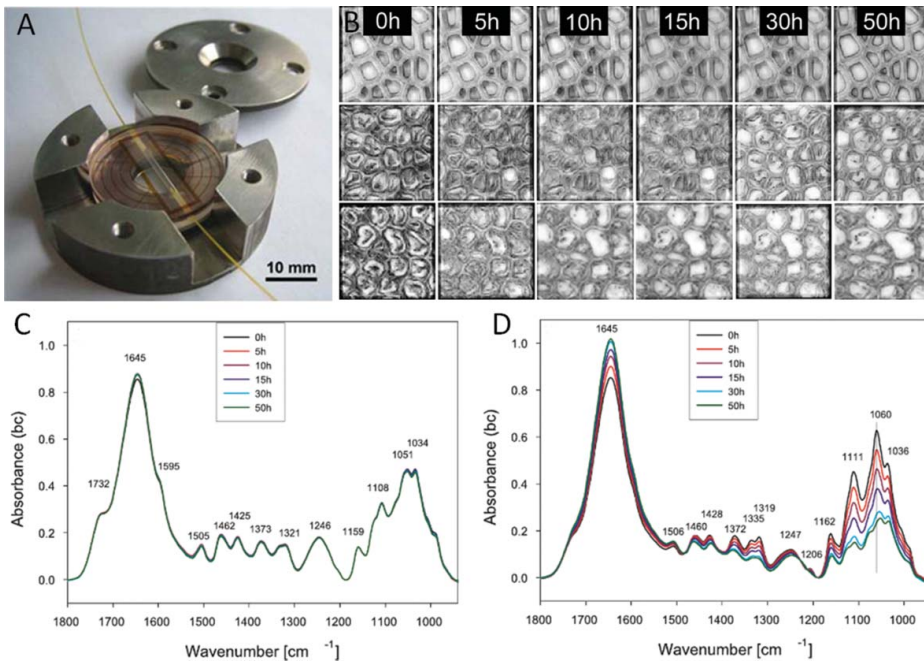 A
10 mm
B
0h
5h
10h
15h
30h
50h
C
Absorbance (bc)
1.0
0.8
0.6
0.4
0.2
0.0
1645
1732
1595
1505
1462
1425
1373
1321
1246
1159
1108
1051
1034
0h
5h
10h
15h
30h
50h
1800 1700 1600 1500 1400 1300 1200 1100 1000
Wavenumber [cm ⁻¹]
D
Absorbance (bc)
1.0
0.8
0.6
0.4
0.2
0.0
1645
1506
1460
1428
1372
1335
1319
1247
1206
1162
1111
1060
1036
0h
5h
10h
15h
30h
50h
1800 1700 1600 1500 1400 1300 1200 1100 1000
Wavenumber [cm ⁻¹]